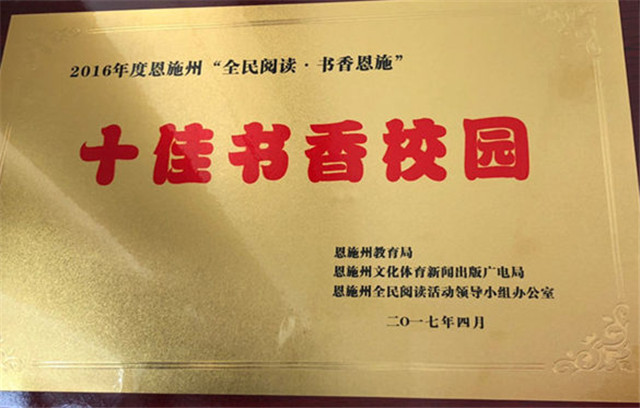 2016年度恩施州“全民阅读·书香恩施”
十佳书香校园
恩施州教育局
恩施州文化体育新闻出版广电局
恩施州全民阅读活动领导小组办公室
二〇一七年四月